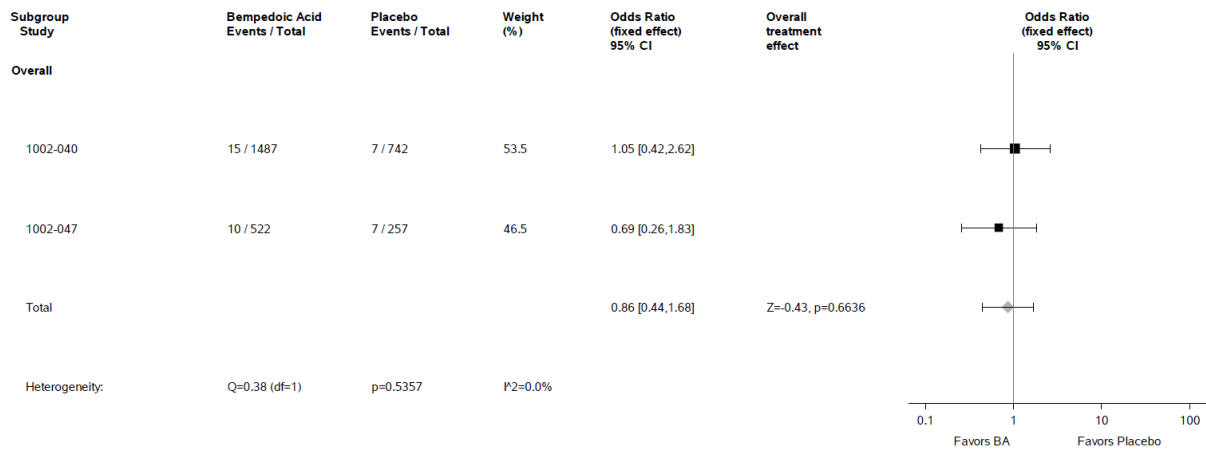 Subgroup Bempedoic Acid Placebo Weight Odds Ratio Overall Odds Ratio
Study Events / Total Events / Total (%) (fixed effect) treatment (fixed effect)
95% CI effect 95% CI
Overall
1002-040 15 / 1487 7 / 742 53.5 1.05 [0.42,2.62]
1002-047 10 / 522 7 / 257 46.5 0.69 [0.26,1.83]
Total 0.86 [0.44,1.68] Z=-0.43, p=0.6636
Heterogeneity: Q=0.38 (df=1) p=0.5357 I^2=0.0%
0.1 1 10 100
Favors BA Favors Placebo